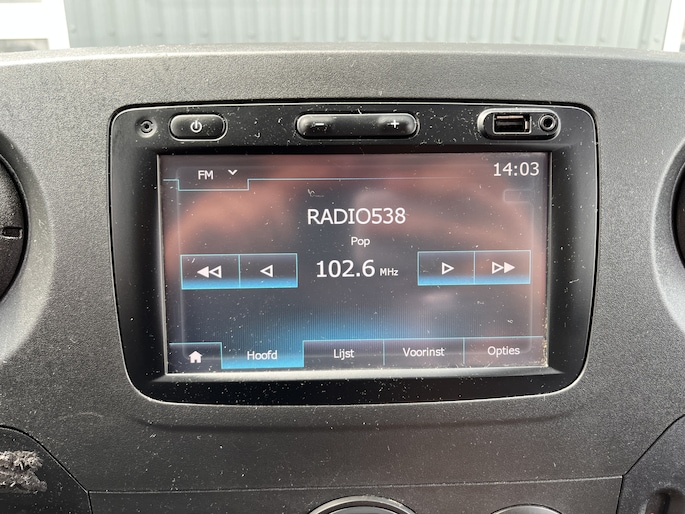 FM 14:03
RADIO538
Pop
102.6 MHz
Hoofd Lijst Voorinst Opties